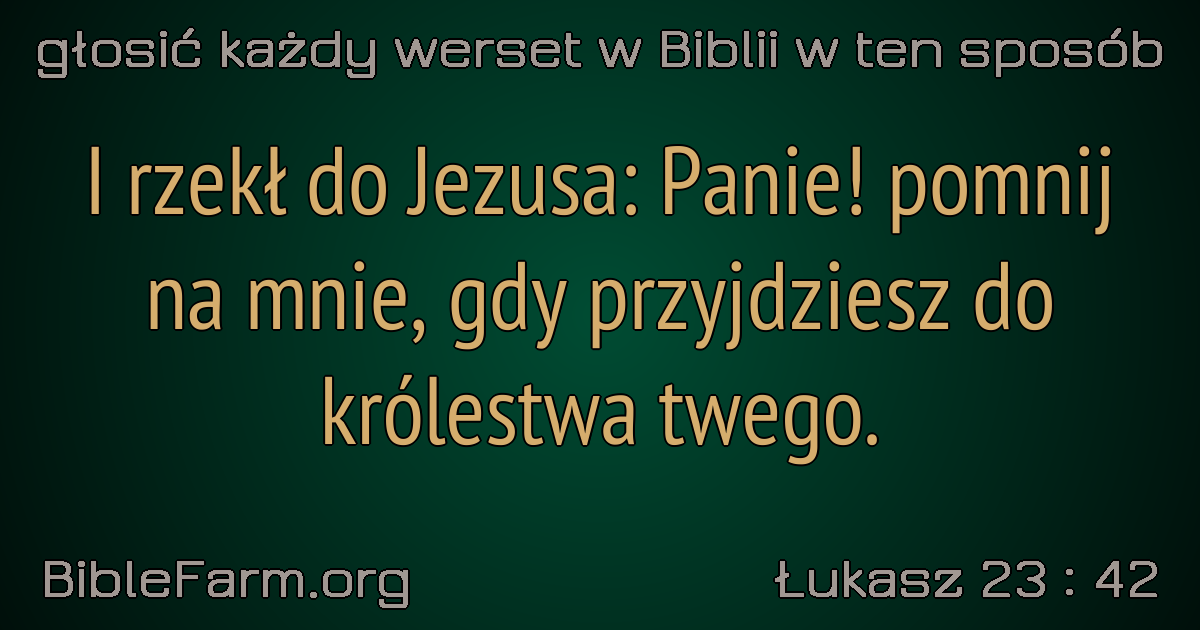 głosić każdy werset w Biblii w ten sposób
I rzekł do Jezusa: Panie! pomnij
na mnie, gdy przyjdziesz do
królestwa twego.
BibleFarm.org
Łukasz 23 : 42